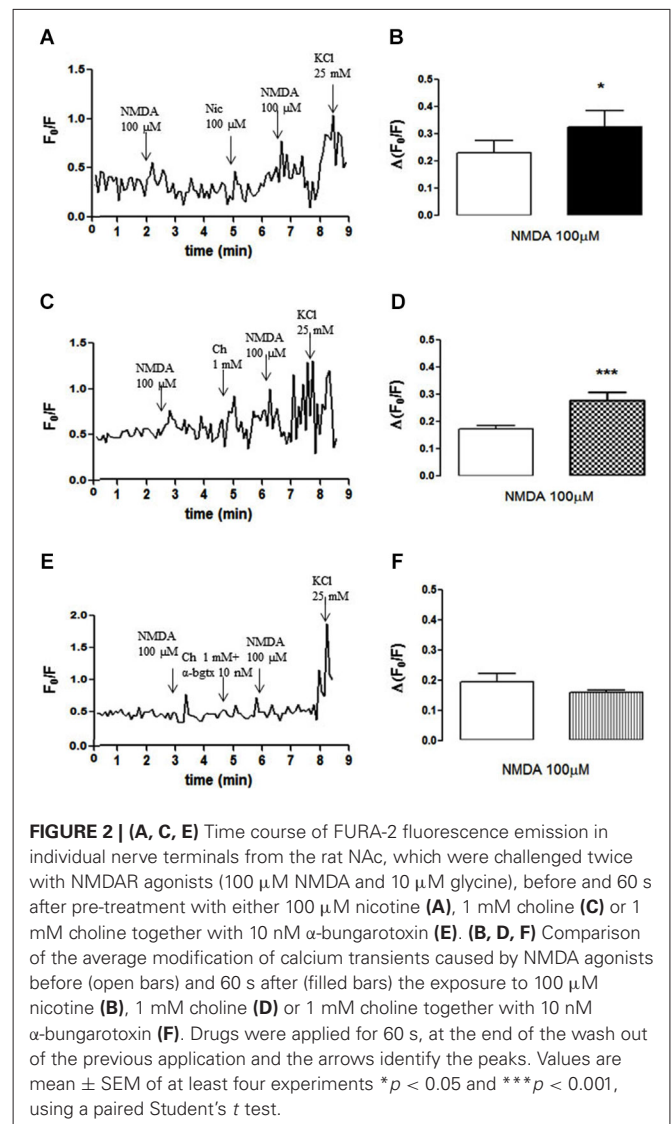 A
B
KCl
25 mM
NMDA
100 μM
Nic
100 μM
NMDA
100 μM
F₀/F
1.5
1.0
0.5
0.0
0 1 2 3 4 5 6 7 8 9
time (min)
*
Δ(F₀/F)
0.5
0.4
0.3
0.2
0.1
0.0
NMDA 100μM
C
D
KCl
25 mM
NMDA
100 μM
Ch
1 mM
NMDA
100 μM
F₀/F
1.5
1.0
0.5
0.0
0 1 2 3 4 5 6 7 8 9
time (min)
***
Δ(F₀/F)
0.5
0.4
0.3
0.2
0.1
0.0
NMDA 100μM
E
F
KCl
25 mM
NMDA
100 μM
Ch 1 mM+
α-bgtx 10 nM
NMDA
100 μM
F₀/F
2.0
1.5
1.0
0.5
0.0
0 1 2 3 4 5 6 7 8 9
time (min)
Δ(F₀/F)
0.5
0.4
0.3
0.2
0.1
0.0
NMDA 100μM
FIGURE 2 | (A, C, E) Time course of FURA-2 fluorescence emission in
individual nerve terminals from the rat NAc, which were challenged twice
with NMDAR agonists (100 μM NMDA and 10 μM glycine), before and 60 s
after pre-treatment with either 100 μM nicotine (A), 1 mM choline (C) or 1
mM choline together with 10 nM α-bungarotoxin (E). (B, D, F) Comparison
of the average modification of calcium transients caused by NMDA agonists
before (open bars) and 60 s after (filled bars) the exposure to 100 μM
nicotine (B), 1 mM choline (D) or 1 mM choline together with 10 nM
α-bungarotoxin (F). Drugs were applied for 60 s, at the end of the wash out
of the previous application and the arrows identify the peaks. Values are
mean ± SEM of at least four experiments *p < 0.05 and ***p < 0.001,
using a paired Student's t test.